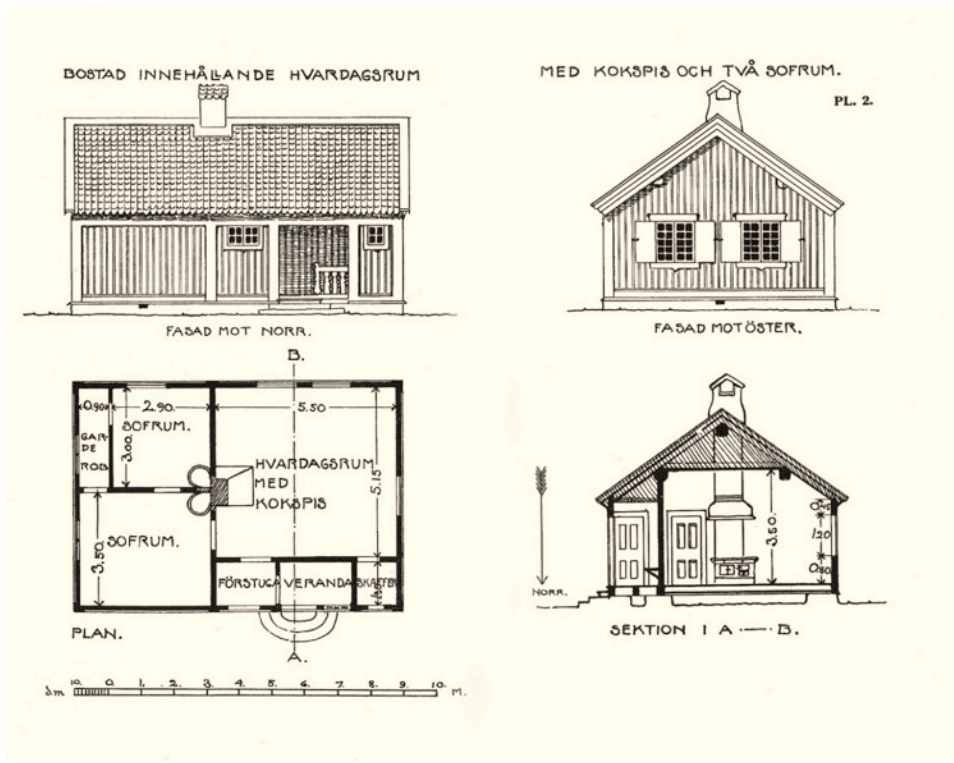 BOSTAD INNEHÅLLANDE HVARDAGSRUM
MED KOKSPIS OCH TVÅ SOFRUM.
PL. 2.
FASAD MOT NORR.
FASAD MOT ÖSTER.
B.
0.90
2.90.
5.50
SOFRUM.
GAR-
DE
ROB
3.00.
HVARDAGSRUM
MED
KOKSPIS
5.15
SOFRUM.
3.50.
FÖRSTUGA
VERANDA
SKAFFERI
PLAN.
A.
10. 0. 1. 2. 3. 4. 5. 6. 7. 8. 9. 10.
dm
M.
3.50.
1.20
NORR.
SEKTION I A — B.